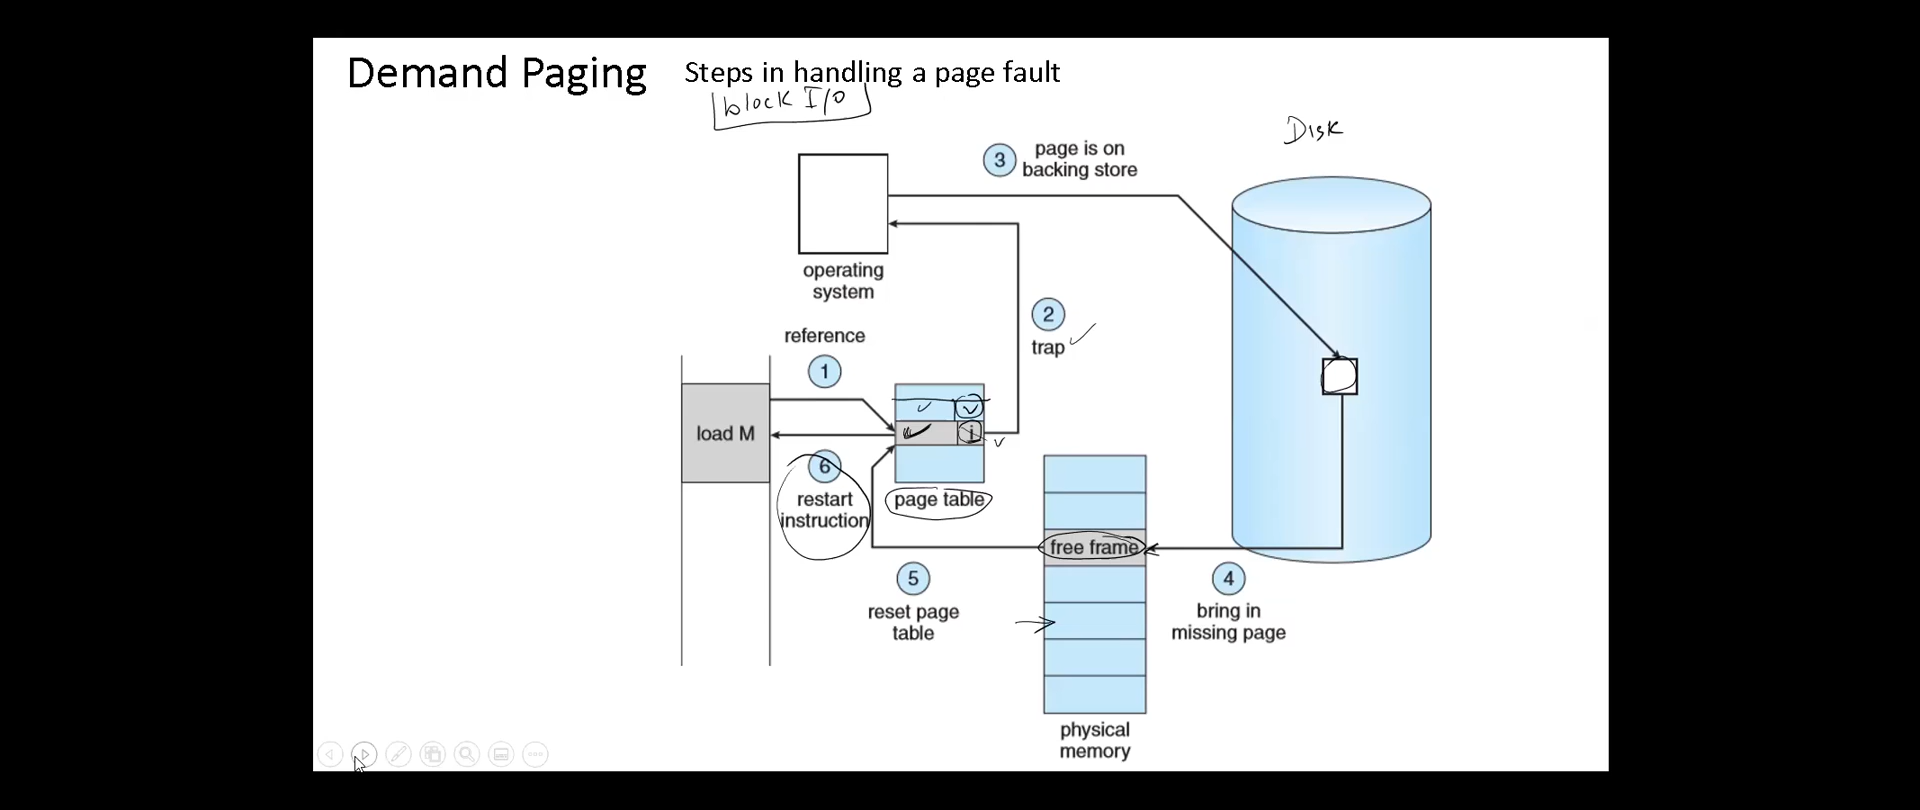 Demand Paging Steps in handling a page fault
block I/O
Disk
3
page is on
backing store
operating
system
2
trap
reference
1
v
load M
i
v
6
restart
instruction
page table
free frame
5
reset page
table
4
bring in
missing page
physical
memory